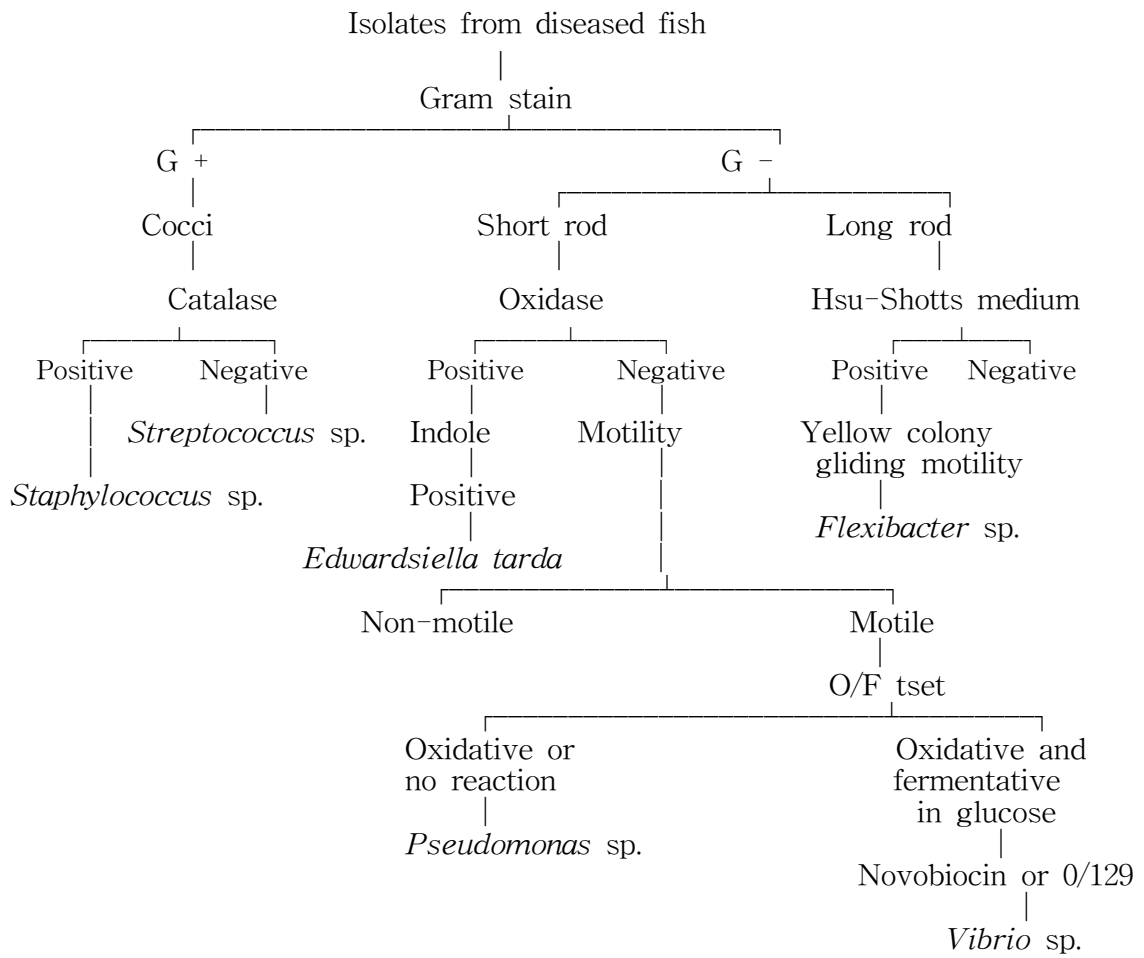 Isolates from diseased fish
Gram stain
G +
G -
Cocci
Short rod
Long rod
Catalase
Oxidase
Hsu-Shotts medium
Positive
Negative
Positive
Negative
Positive
Negative
Streptococcus sp.
Indole
Motility
Yellow colony
gliding motility
Staphylococcus sp.
Positive
Flexibacter sp.
Edwardsiella tarda
Non-motile
Motile
O/F tset
Oxidative or
no reaction
Oxidative and
fermentative
in glucose
Pseudomonas sp.
Novobiocin or 0/129
Vibrio sp.